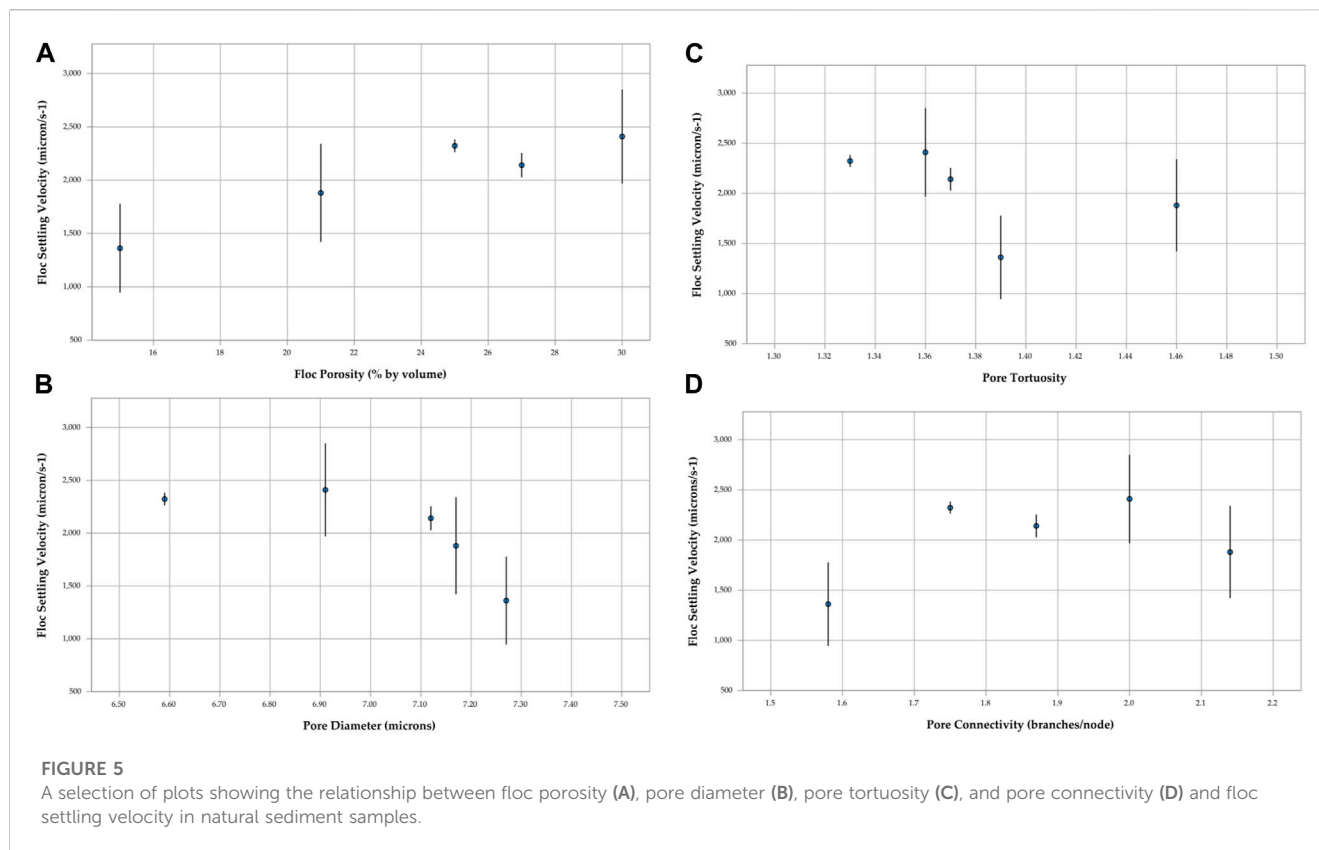 A
Floc Settling Velocity (micron/s-1)
3,000
2,500
2,000
1,500
1,000
500
16 18 20 22 24 26 28 30
Floc Porosity (% by volume)
B
Floc Settling Velocity (micron/s-1)
3,000
2,500
2,000
1,500
1,000
500
6.50 6.60 6.70 6.80 6.90 7.00 7.10 7.20 7.30 7.40 7.50
Pore Diameter (microns)
C
Floc Settling Velocity (micron/s-1)
3,000
2,500
2,000
1,500
1,000
500
1.30 1.32 1.34 1.36 1.38 1.40 1.42 1.44 1.46 1.48 1.50
Pore Tortuosity
D
Floc Settling Velocity (microns/s-1)
3,000
2,500
2,000
1,500
1,000
500
1.5 1.6 1.7 1.8 1.9 2.0 2.1 2.2
Pore Connectivity (branches/node)
FIGURE 5
A selection of plots showing the relationship between floc porosity (A), pore diameter (B), pore tortuosity (C), and pore connectivity (D) and floc
settling velocity in natural sediment samples.